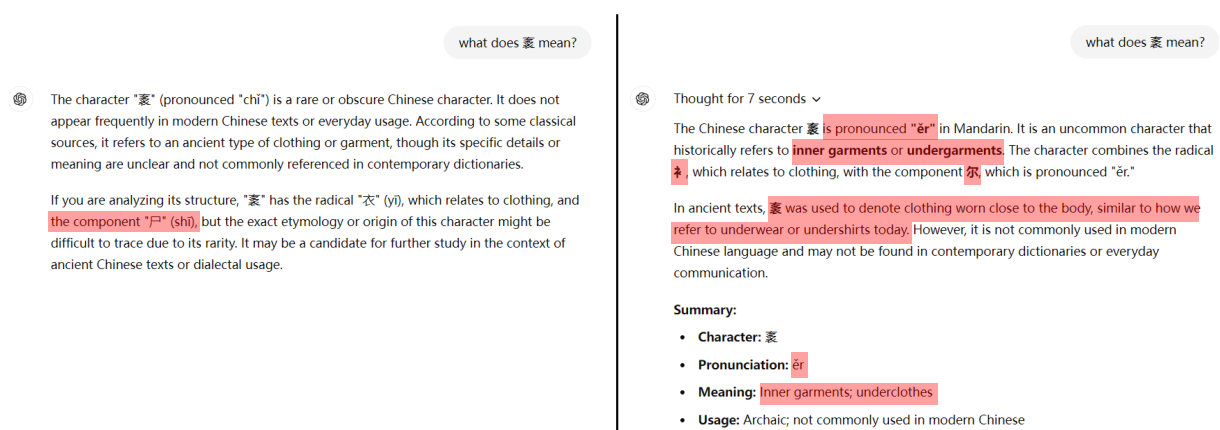 what does 袲 mean?
The character "袲" (pronounced "chǐ") is a rare or obscure Chinese character. It does not
appear frequently in modern Chinese texts or everyday usage. According to some classical
sources, it refers to an ancient type of clothing or garment, though its specific details or
meaning are unclear and not commonly referenced in contemporary dictionaries.
If you are analyzing its structure, "袲" has the radical "衣" (yī), which relates to clothing, and
the component "尸" (shī), but the exact etymology or origin of this character might be
difficult to trace due to its rarity. It may be a candidate for further study in the context of
ancient Chinese texts or dialectal usage.
what does 袲 mean?
Thought for 7 seconds
The Chinese character 袲 is pronounced "ěr" in Mandarin. It is an uncommon character that
historically refers to inner garments or undergarments. The character combines the radical
衤, which relates to clothing, with the component 尔, which is pronounced "ěr."
In ancient texts, 袲 was used to denote clothing worn close to the body, similar to how we
refer to underwear or undershirts today. However, it is not commonly used in modern
Chinese language and may not be found in contemporary dictionaries or everyday
communication.
Summary:
• Character: 袲
• Pronunciation: ěr
• Meaning: Inner garments; underclothes
• Usage: Archaic; not commonly used in modern Chinese